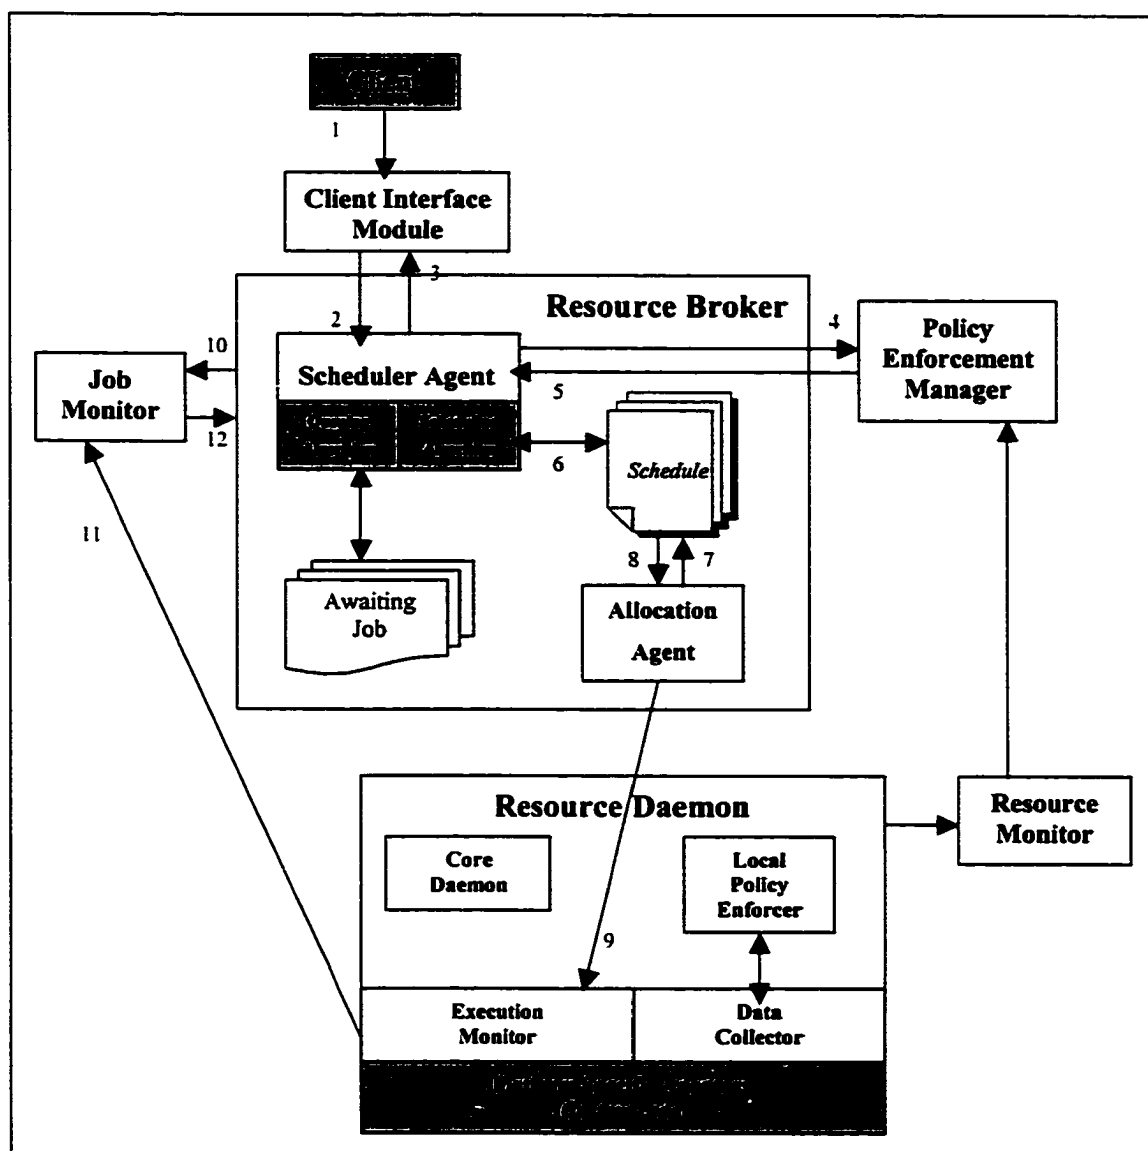 Client
1
Client Interface
Module
3
Resource Broker
2
4
Policy
Enforcement
Manager
10
Job
Monitor
Scheduler Agent
5
12
6
Schedule
11
8
7
Awaiting
Job
Allocation
Agent
Resource Daemon
Resource
Monitor
Core
Daemon
Local
Policy
Enforcer
9
Execution
Monitor
Data
Collector